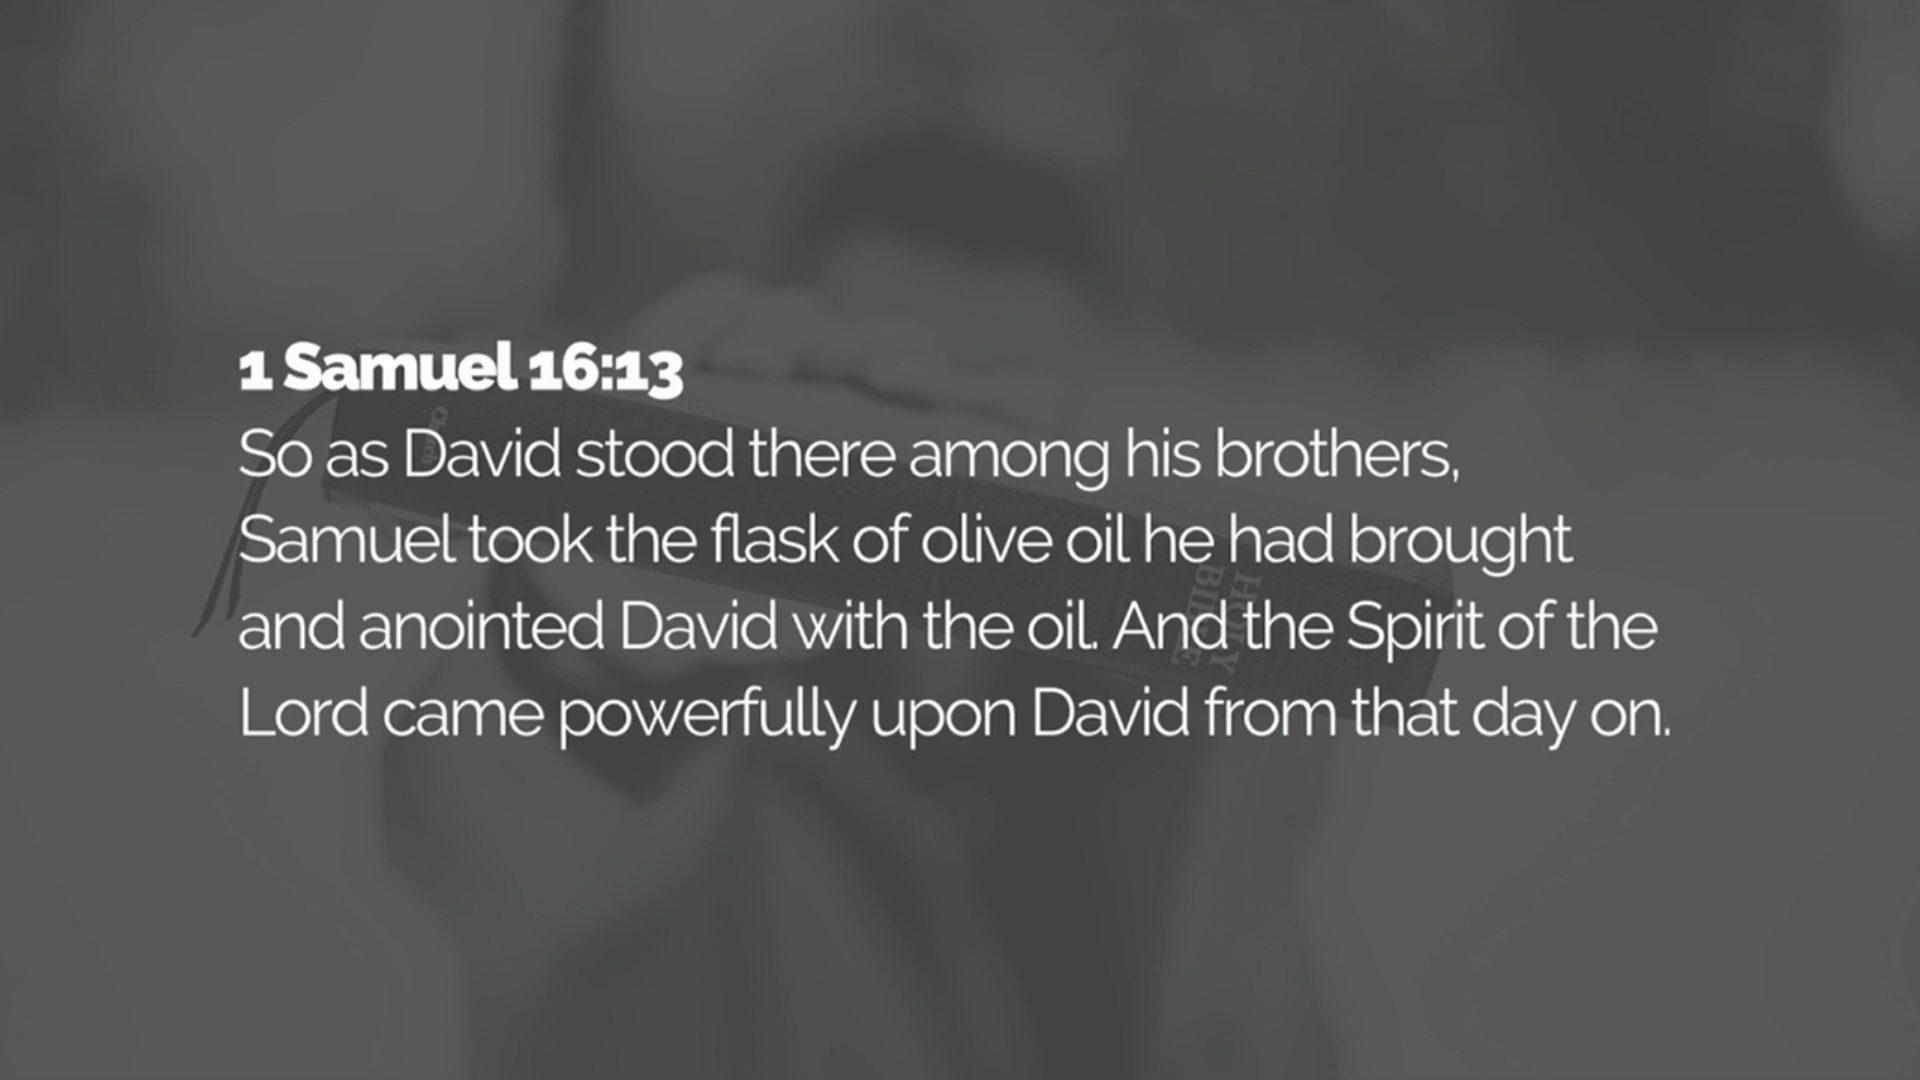 1 Samuel 16:13
So as David stood there among his brothers,
Samuel took the flask of olive oil he had brought
and anointed David with the oil. And the Spirit of the
Lord came powerfully upon David from that day on.
HOLY
BIBLE